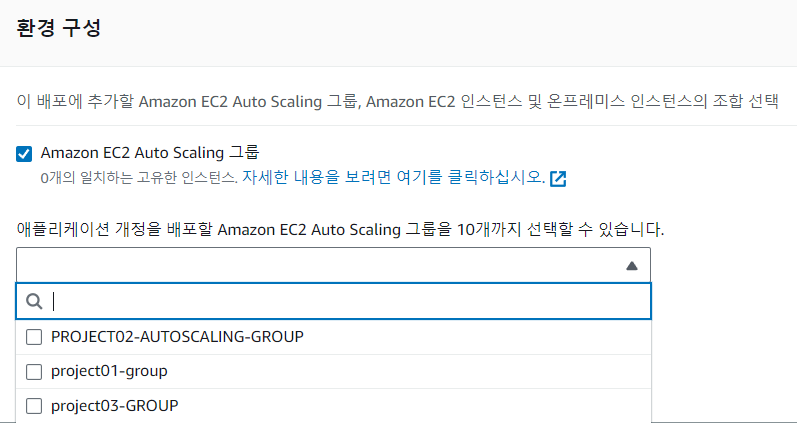 환경 구성
이 배포에 추가할 Amazon EC2 Auto Scaling 그룹, Amazon EC2 인스턴스 및 온프레미스 인스턴스의 조합 선택
Amazon EC2 Auto Scaling 그룹
0개의 일치하는 고유한 인스턴스. 자세한 내용을 보려면 여기를 클릭하십시오.
애플리케이션 개정을 배포할 Amazon EC2 Auto Scaling 그룹을 10개까지 선택할 수 있습니다.
PROJECT02-AUTOSCALING-GROUP
project01-group
project03-GROUP